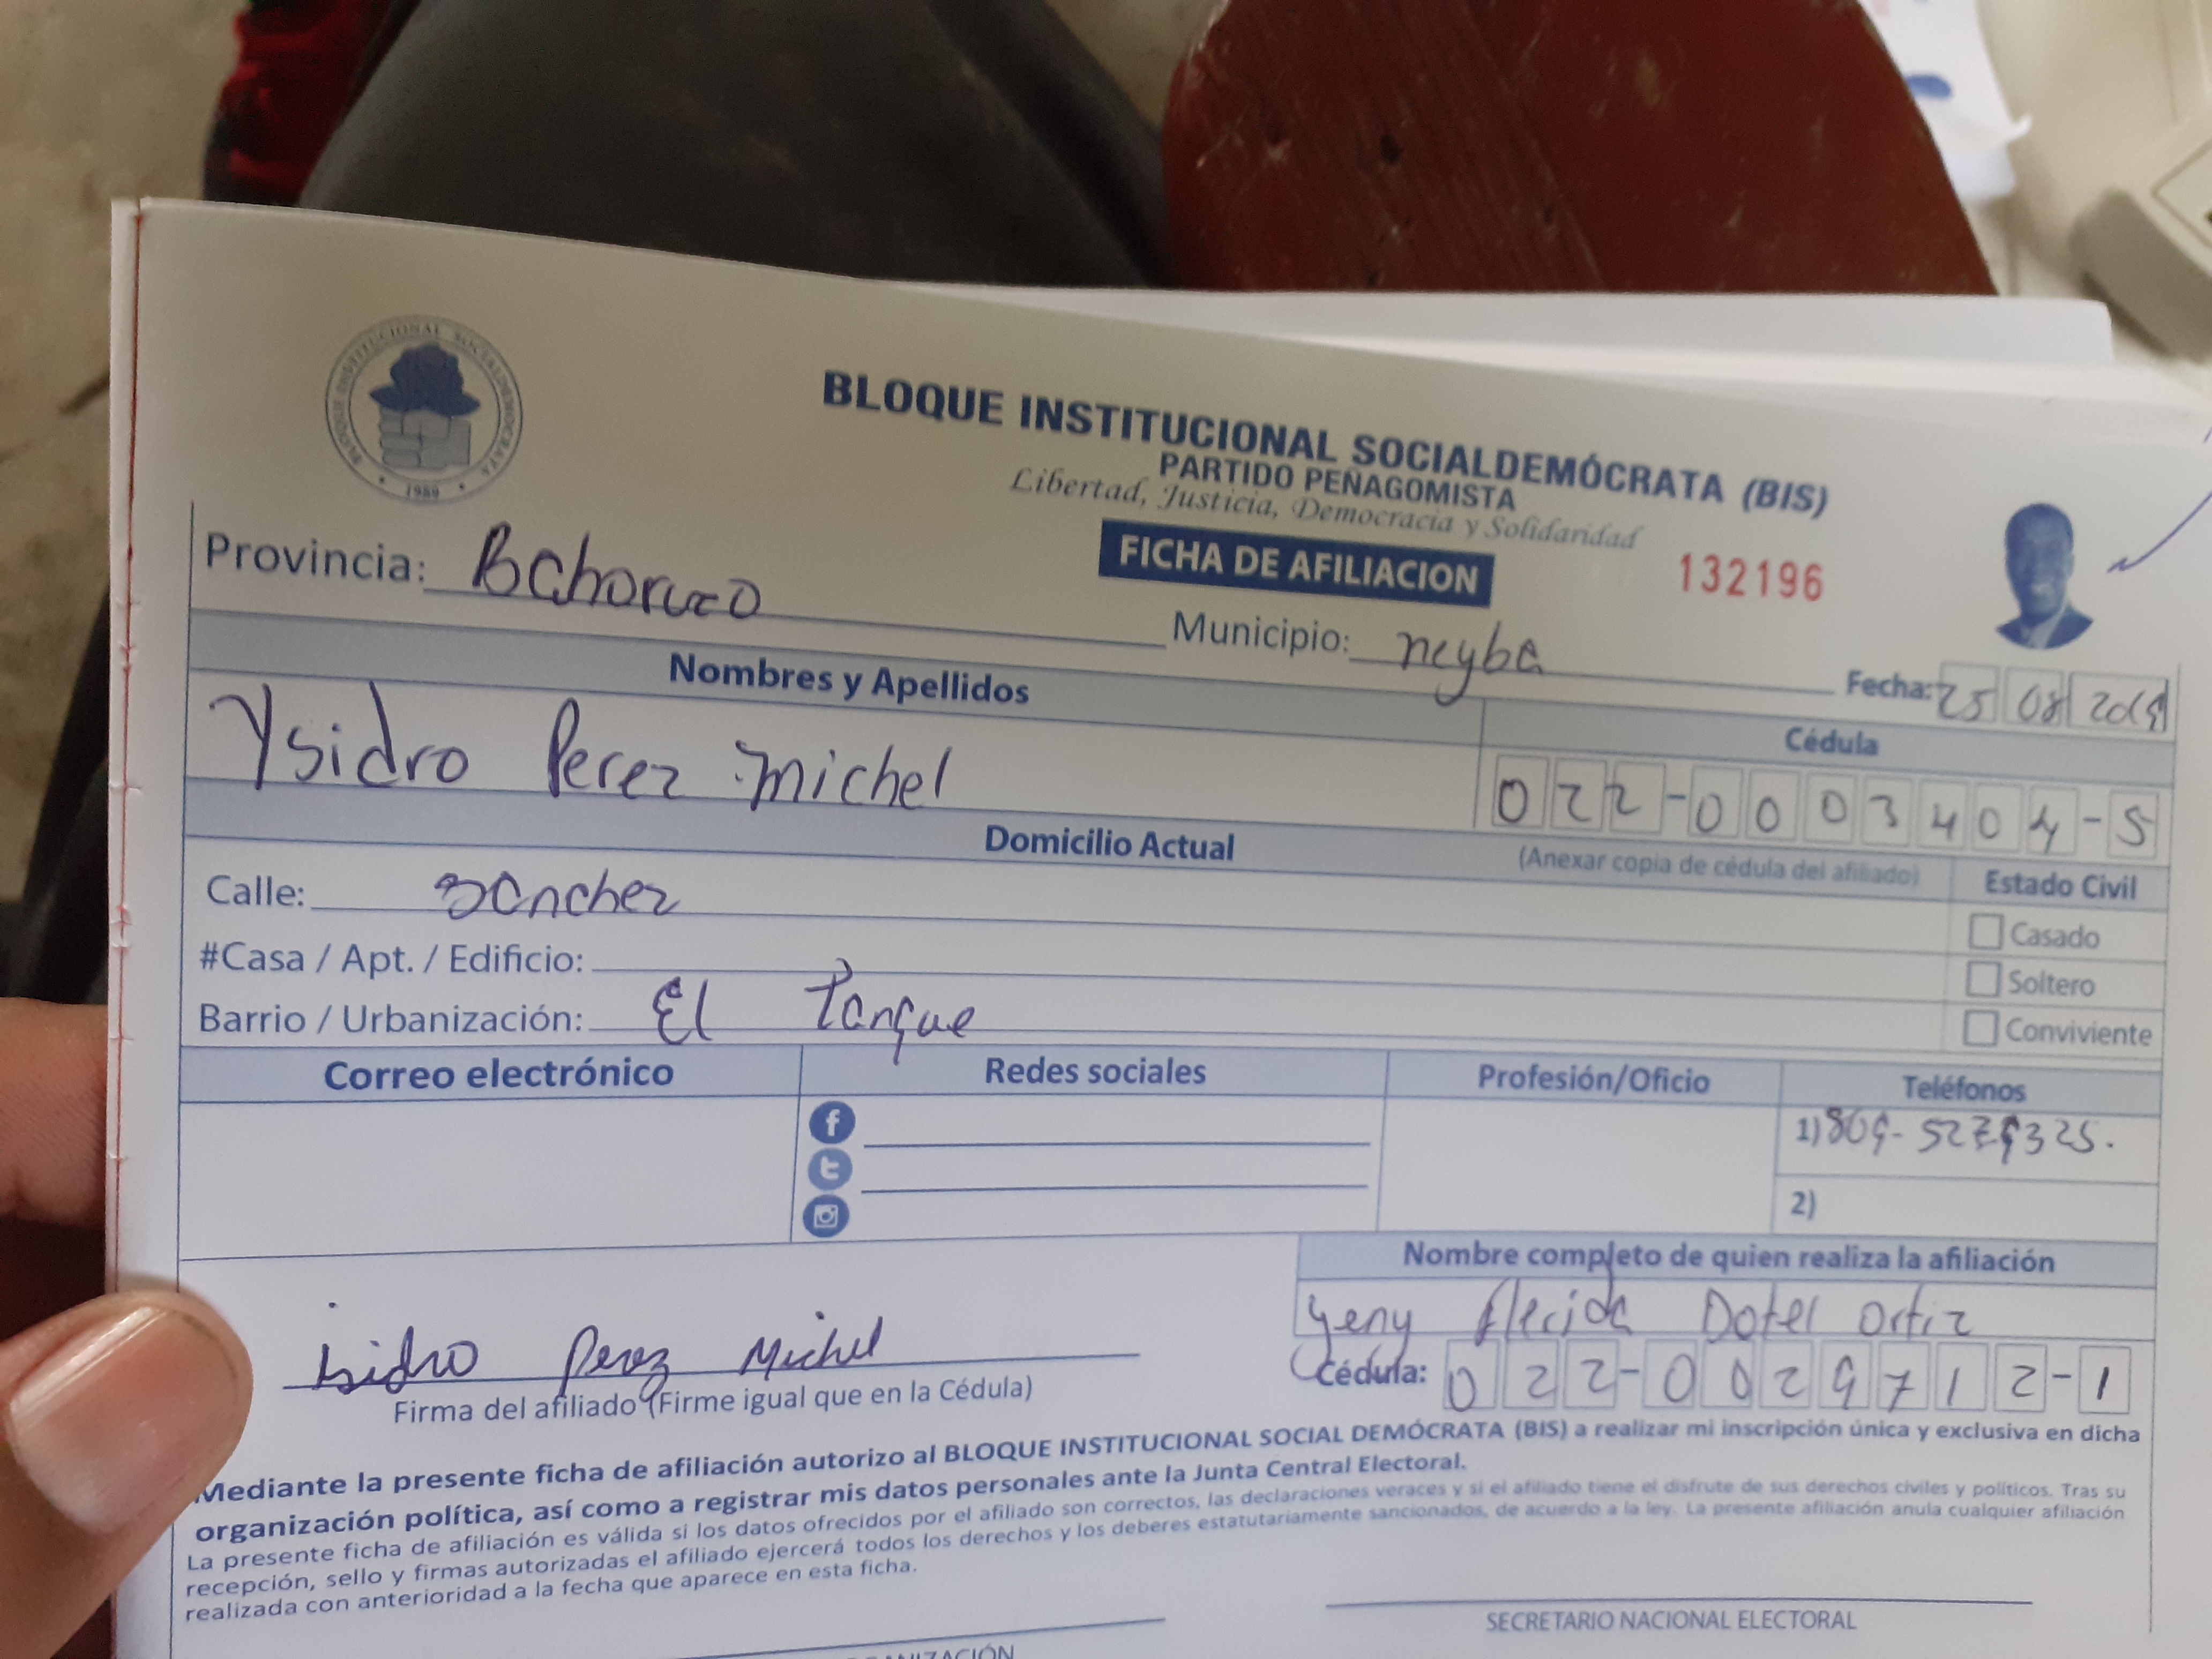 BLOQUE INSTITUCIONAL SOCIALDEMOCRATA
1989
BLOQUE INSTITUCIONAL SOCIALDEMÓCRATA (BIS)
PARTIDO PEÑAGOMISTA
Libertad, Justicia, Democracia y Solidaridad
FICHA DE AFILIACION 132196
Provincia: Bahoruco Municipio: neyba Fecha: 25 08 2019
Nombres y Apellidos Cédula
Ysidro Perez michel 022-0003404-5
Domicilio Actual (Anexar copia de cédula del afiliado) Estado Civil
Calle: Sanchez
Casado
#Casa / Apt. / Edificio:
Soltero
Barrio / Urbanización: El Tanque
Conviviente
Correo electrónico Redes sociales Profesión/Oficio Teléfonos
1) 809-5279325.
2)
Nombre completo de quien realiza la afiliación
yeny Dotel Ortiz
Isidro Perez Michel
Cédula: 022-0029712-1
Firma del afiliado (Firme igual que en la Cédula)
Mediante la presente ficha de afiliación autorizo al BLOQUE INSTITUCIONAL SOCIAL DEMÓCRATA (BIS) a realizar mi inscripción única y exclusiva en dicha
organización política, así como a registrar mis datos personales ante la Junta Central Electoral.
La presente ficha de afiliación es válida si los datos ofrecidos por el afiliado son correctos, las declaraciones veraces y si el afiliado tiene el disfrute de sus derechos civiles y políticos. Tras su
recepción, sello y firmas autorizadas el afiliado ejercerá todos los derechos y los deberes estatutariamente sancionados, de acuerdo a la ley. La presente afiliación anula cualquier afiliación
realizada con anterioridad a la fecha que aparece en esta ficha.
SECRETARIO NACIONAL ELECTORAL